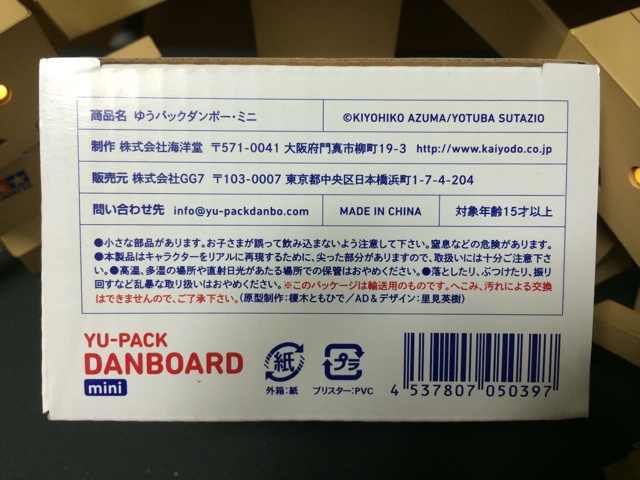 商品名 ゆうパックダンボー・ミニ ©KIYOHIKO AZUMA/YOTUBA SUTAZIO
制作 株式会社海洋堂 〒571-0041 大阪府門真市柳町19-3 http://www.kaiyodo.co.jp
販売元 株式会社GG7 〒103-0007 東京都中央区日本橋浜町1-7-4-204
問い合わせ先 info@yu-packdanbo.com MADE IN CHINA 対象年齢15才以上
●小さな部品があります。お子さまが誤って飲み込まないよう注意して下さい。窒息などの危険があります。
●本製品はキャラクターをリアルに再現するために、尖った部分がありますので、取扱いには十分ご注意下さい。
●高温、多湿の場所や直射日光があたる場所での保管はおやめください。●落としたり、ぶつけたり、振り
回すなど乱暴な取り扱いはおやめください。※このパッケージは輸送用のものです。へこみ、汚れによる交換
はできませんので、ご了承下さい。(原型制作:榎木ともひで/AD&デザイン:里見英樹)
YU-PACK
DANBOARD
mini
紙
外箱:紙
プラ
ブリスター:PVC
4 537807 050397